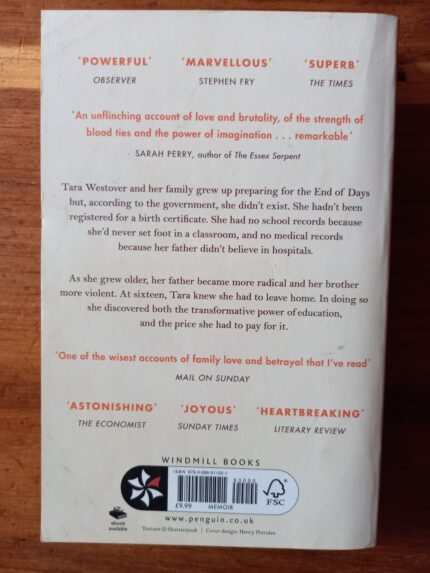 'POWERFUL' 'MARVELLOUS' 'SUPERB'
OBSERVER STEPHEN FRY THE TIMES
'An unflinching account of love and brutality, of the strength of
blood ties and the power of imagination . . . remarkable'
SARAH PERRY, author of The Essex Serpent
Tara Westover and her family grew up preparing for the End of Days
but, according to the government, she didn't exist. She hadn't been
registered for a birth certificate. She had no school records because
she'd never set foot in a classroom, and no medical records
because her father didn't believe in hospitals.
As she grew older, her father became more radical and her brother
more violent. At sixteen, Tara knew she had to leave home. In doing so
she discovered both the transformative power of education,
and the price she had to pay for it.
'One of the wisest accounts of family love and betrayal that I've read'
MAIL ON SUNDAY
'ASTONISHING' 'JOYOUS' 'HEARTBREAKING'
THE ECONOMIST SUNDAY TIMES LITERARY REVIEW
WINDMILL BOOKS
ISBN 978-0-099-51102-1
90000
£9.99 MEMOIR
FSC
www.penguin.co.uk
ebook
available
Texture © Shutterstock | Cover design: Henry Petrides